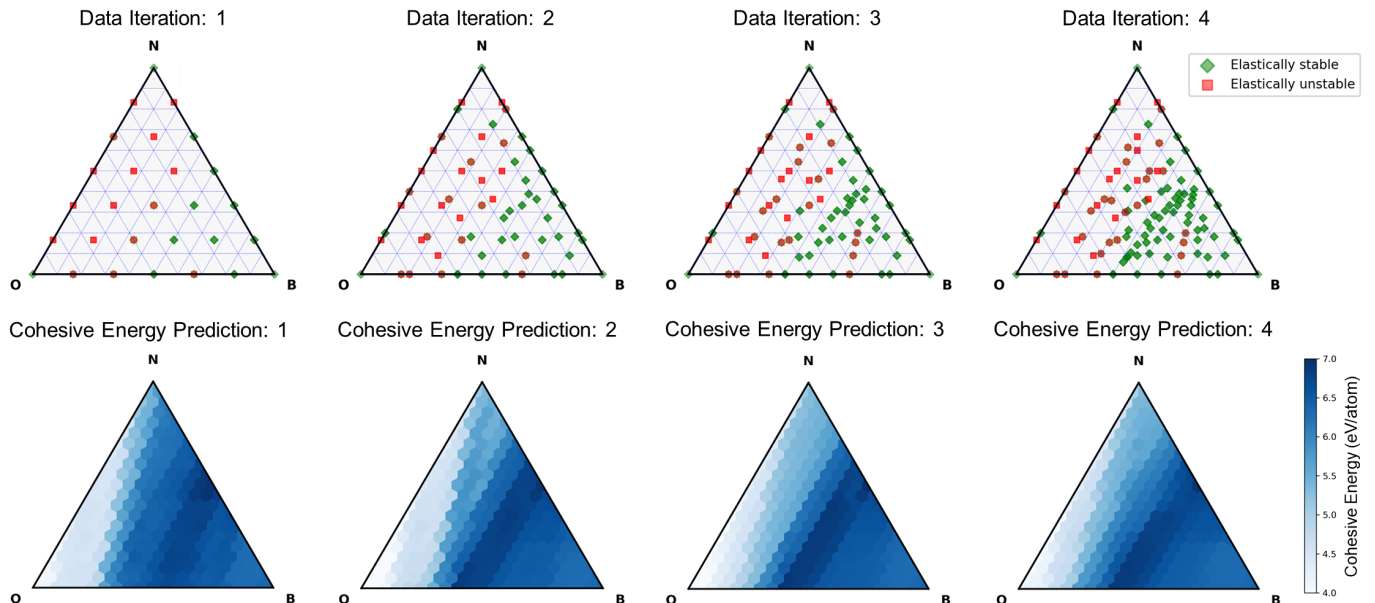 Data Iteration: 1
Data Iteration: 2
Data Iteration: 3
Data Iteration: 4
N
N
N
N
Elastically stable
Elastically unstable
O
B
O
B
O
B
O
B
Cohesive Energy Prediction: 1
Cohesive Energy Prediction: 2
Cohesive Energy Prediction: 3
Cohesive Energy Prediction: 4
N
N
N
N
7.0
6.5
6.0
5.5
5.0
4.5
4.0
Cohesive Energy (eV/atom)
O
B
O
B
O
B
O
B